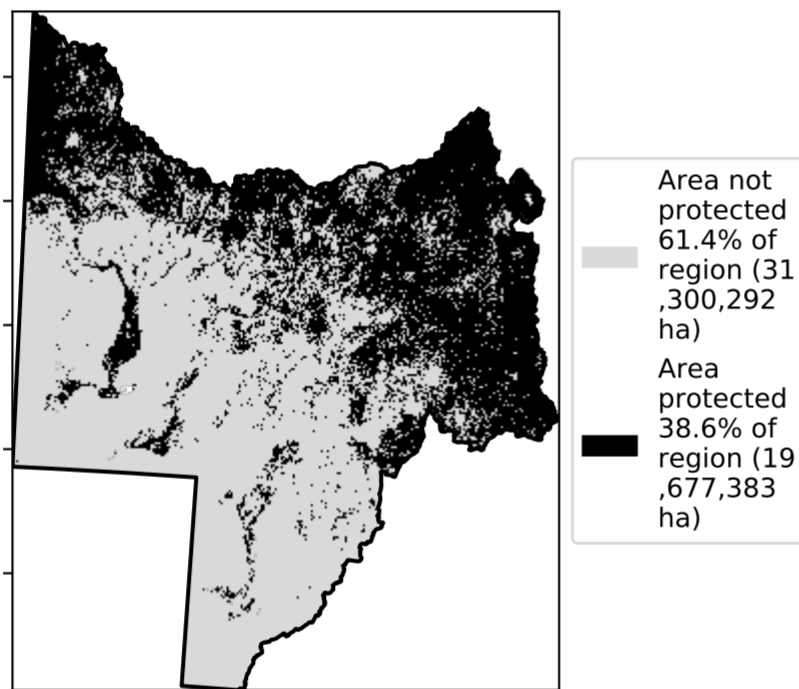 Area not
protected
61.4% of
region (31
,300,292
ha)
Area
protected
38.6% of
region (19
,677,383
ha)